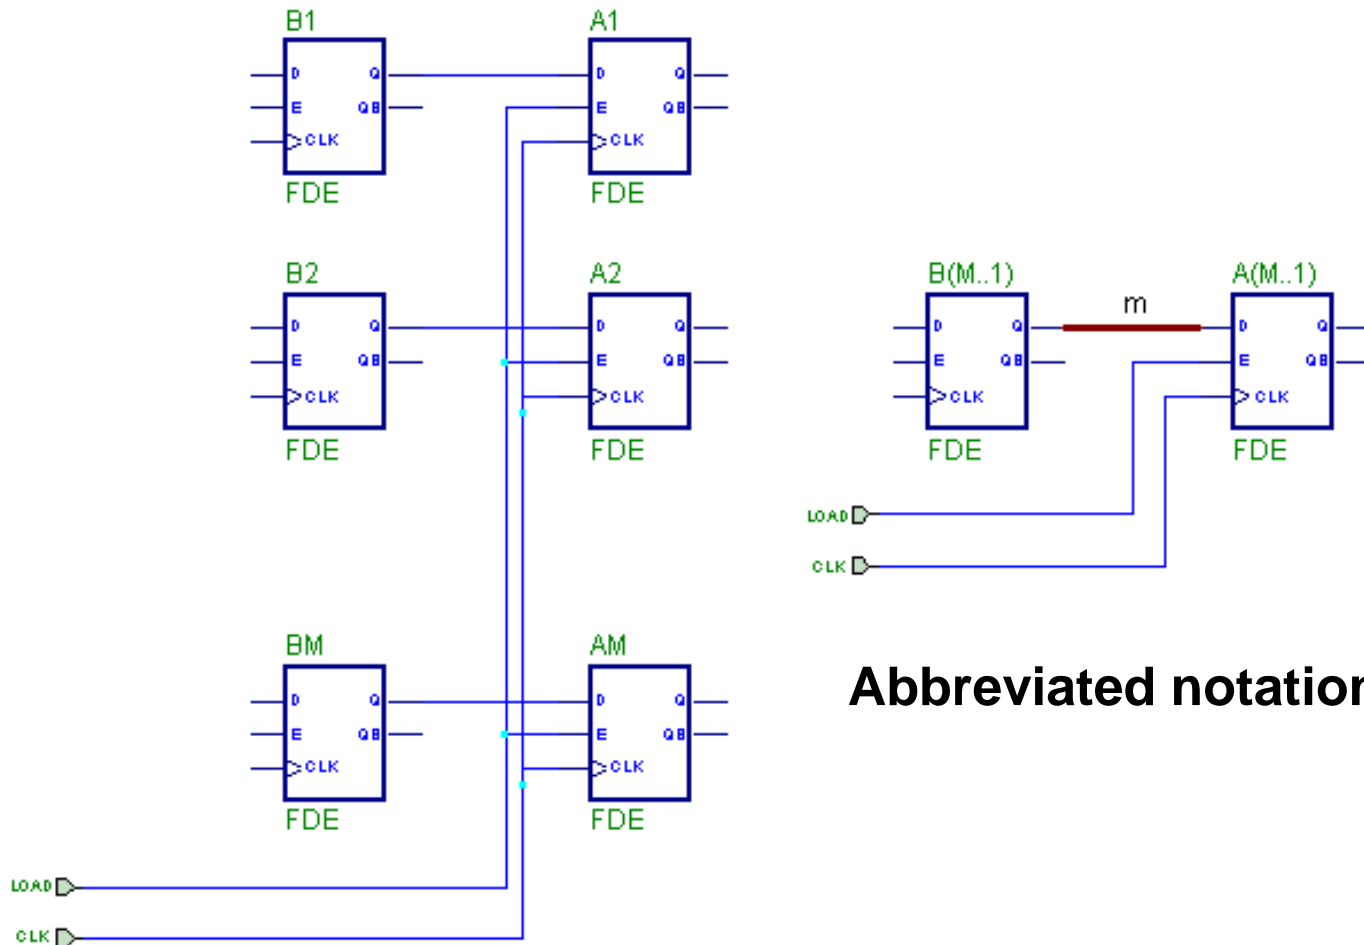 B1 A1
D Q D Q
E QB E QB
CLK CLK
FDE FDE
B2 A2
D Q D Q
E QB E QB
CLK CLK
FDE FDE
BM AM
D Q D Q
E QB E QB
CLK CLK
FDE FDE
LOAD
CLK
B(M..1) A(M..1)
m
D Q D Q
E QB E QB
CLK CLK
FDE FDE
LOAD
CLK
Abbreviated notation